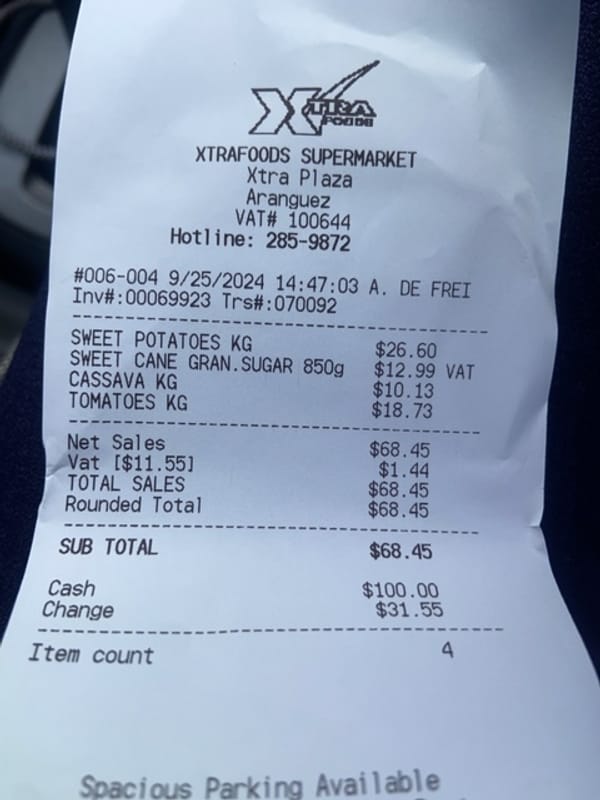 XTRA
FOODS
XTRAFOODS SUPERMARKET
Xtra Plaza
Aranguez
VAT# 100644
Hotline: 285-9872
#006-004 9/25/2024 14:47:03 A. DE FREI
Inv#:00069923 Trs#:070092
SWEET POTATOES KG $26.60
SWEET CANE GRAN.SUGAR 850g $12.99 VAT
CASSAVA KG $10.13
TOMATOES KG $18.73
Net Sales $68.45
Vat [$11.55] $1.44
TOTAL SALES $68.45
Rounded Total $68.45
SUB TOTAL $68.45
Cash $100.00
Change $31.55
Item count 4
Spacious Parking Available